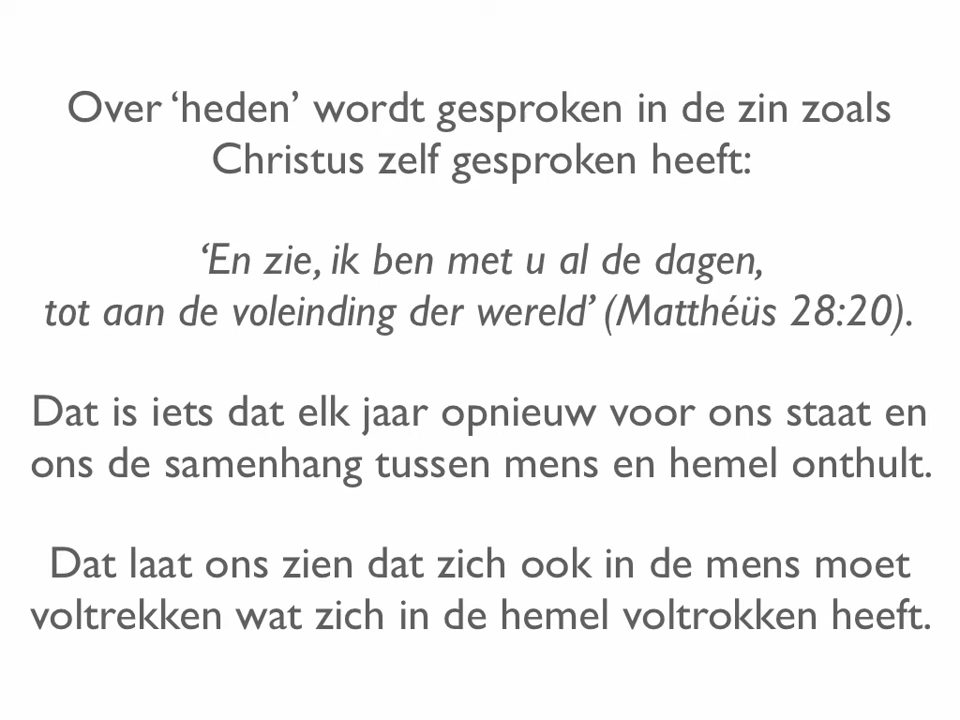 Over ‘heden’ wordt gesproken in de zin zoals
Christus zelf gesproken heeft:
‘En zie, ik ben met u al de dagen,
tot aan de voleinding der wereld’ (Matthéüs 28:20).
Dat is iets dat elk jaar opnieuw voor ons staat en
ons de samenhang tussen mens en hemel onthult.
Dat laat ons zien dat zich ook in de mens moet
voltrekken wat zich in de hemel voltrokken heeft.